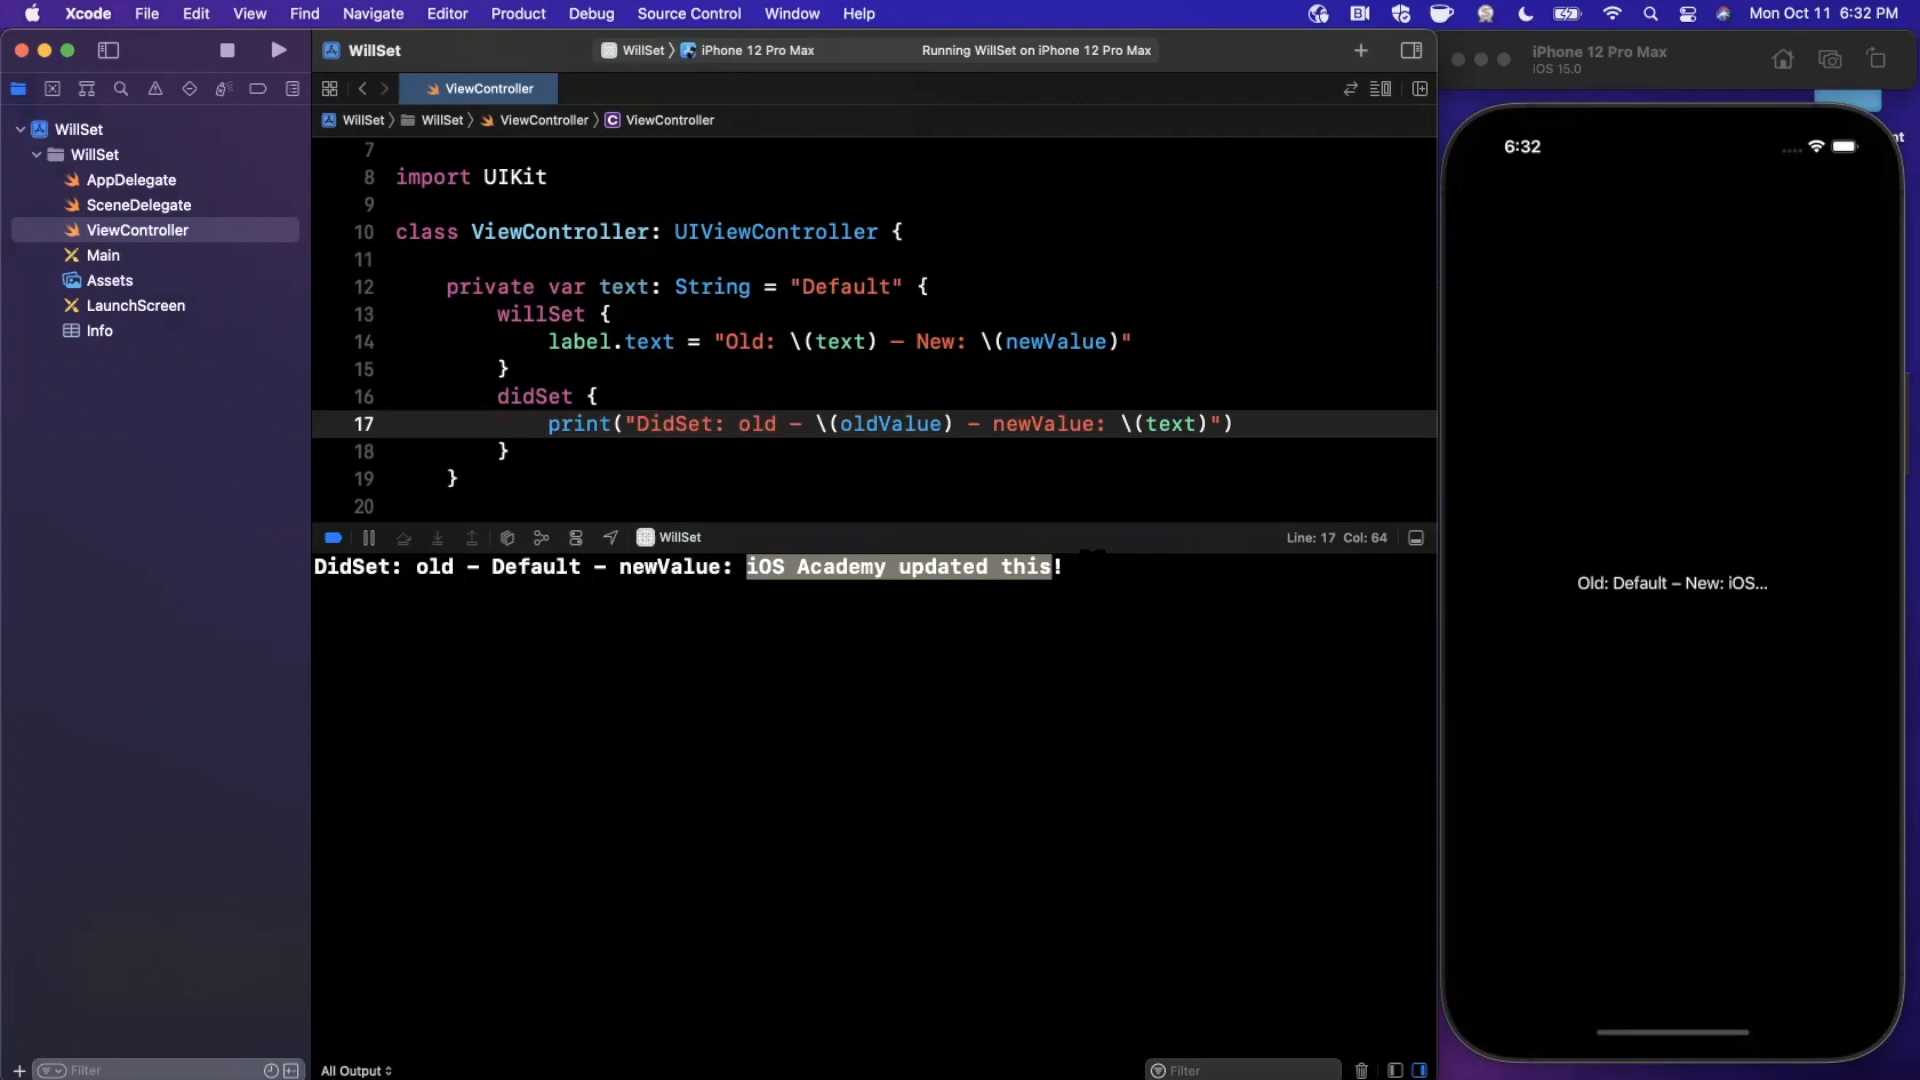 Xcode File Edit View Find Navigate Editor Product Debug Source Control Window Help Mon Oct 11 6:32 PM
WillSet WillSet iPhone 12 Pro Max Running WillSet on iPhone 12 Pro Max
iPhone 12 Pro Max
iOS 15.0
ViewController
WillSet WillSet ViewController ViewController
WillSet
WillSet
AppDelegate
SceneDelegate
ViewController
Main
Assets
LaunchScreen
Info
7
8 import UIKit
9
10 class ViewController: UIViewController {
11
12 private var text: String = "Default" {
13 willSet {
14 label.text = "Old: \(text) – New: \(newValue)"
15 }
16 didSet {
17 print("DidSet: old – \(oldValue) – newValue: \(text)")
18 }
19 }
20
WillSet Line: 17 Col: 64
DidSet: old – Default – newValue: iOS Academy updated this!
Filter
All Output
Filter
nt
6:32
Old: Default – New: iOS...